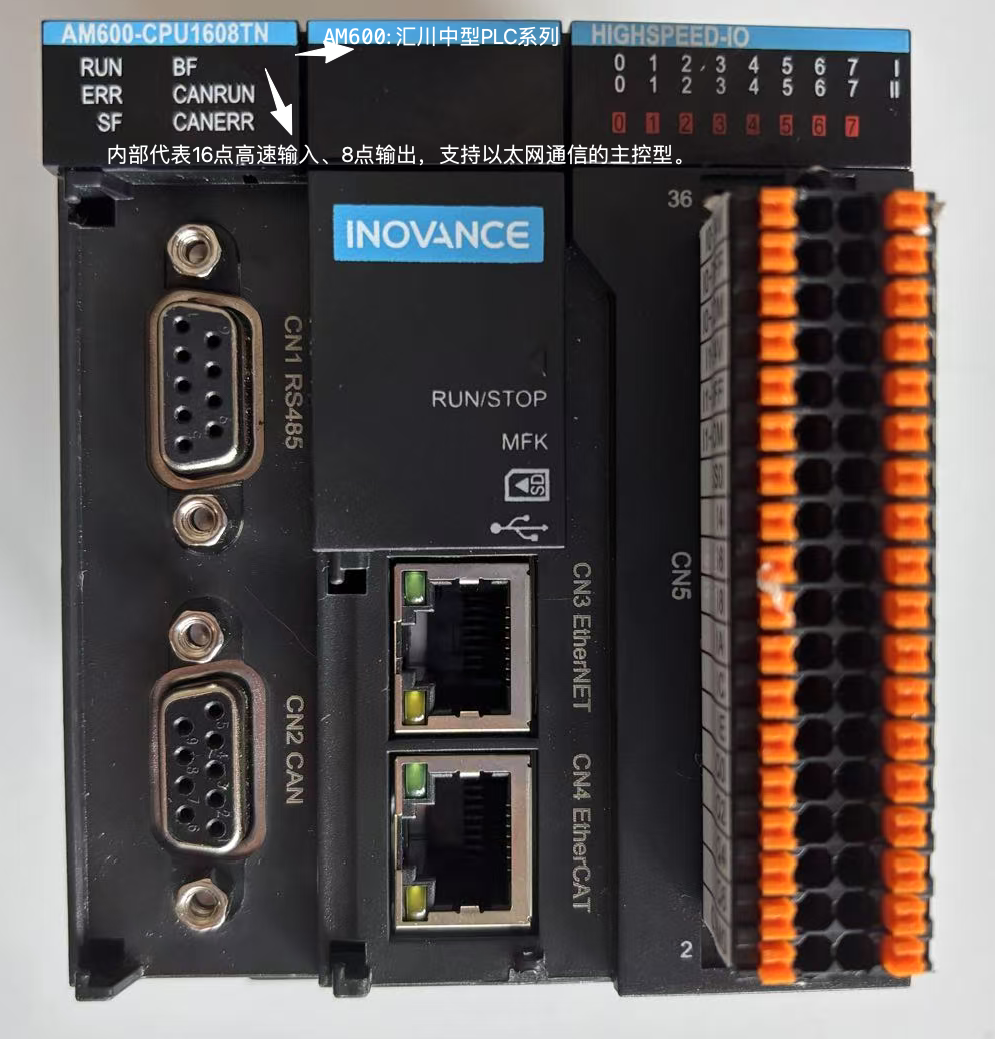 AM600-CPU1608TN
RUN BF
ERR CANRUN
SF CANERR
AM600:汇川中型PLC系列
内部代表16点高速输入、8点输出，支持以太网通信的主控型。
HIGHSPEED-IO
0 1 2 3 4 5 6 7 I
0 1 2 3 4 5 6 7 II
0 1 2 3 4 5 6 7
INOVANCE
RUN/STOP
MFK
SD
CN1 RS485
CN2 CAN
CN3 EtherNET
CN4 EtherCAT
36
CN5
2